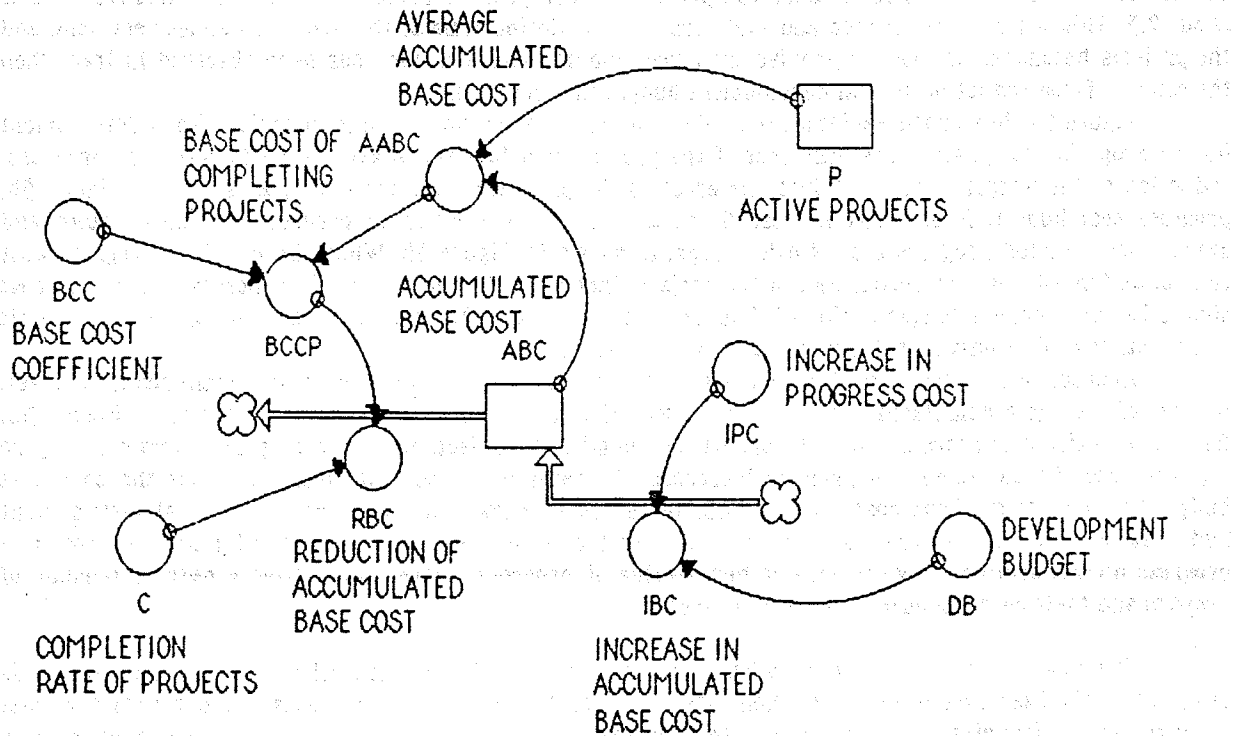 AVERAGE
ACCUMULATED
BASE COST
AABC
P
ACTIVE PROJECTS
BASE COST OF
COMPLETING
PROJECTS
BCC
BASE COST
COEFFICIENT
BCCP
ACCUMULATED
BASE COST
ABC
INCREASE IN
PROGRESS COST
IPC
RBC
REDUCTION OF
ACCUMULATED
BASE COST
C
COMPLETION
RATE OF PROJECTS
IBC
INCREASE IN
ACCUMULATED
BASE COST
DEVELOPMENT
BUDGET
DB